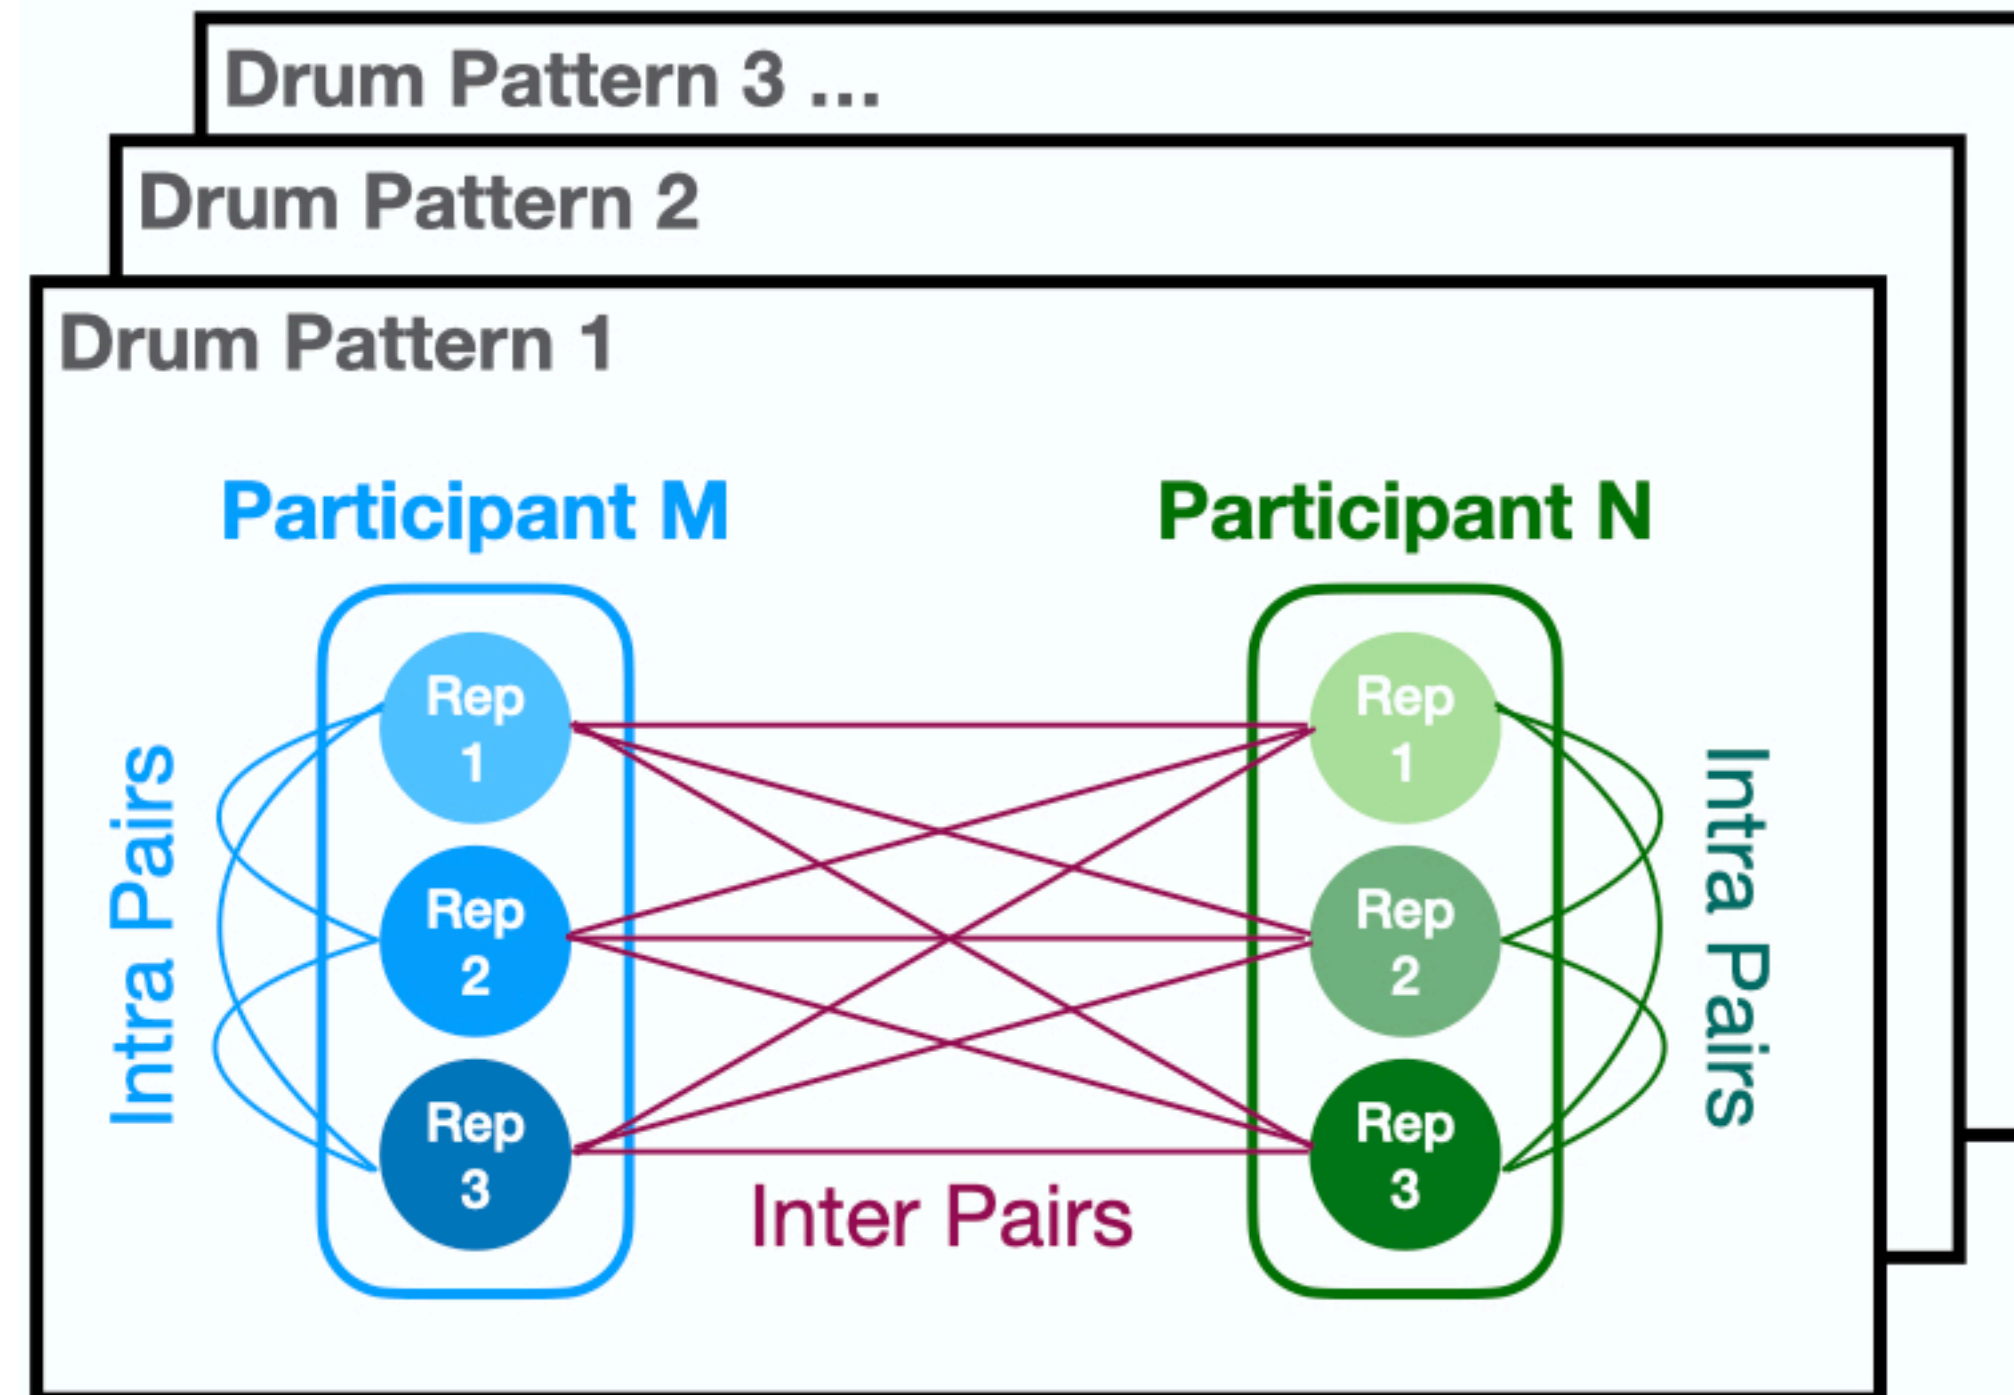 Drum Pattern 3 ...
Drum Pattern 2
Drum Pattern 1
Participant M
Participant N
Intra Pairs
Rep
1
Rep
2
Rep
3
Rep
1
Rep
2
Rep
3
Intra Pairs
Inter Pairs